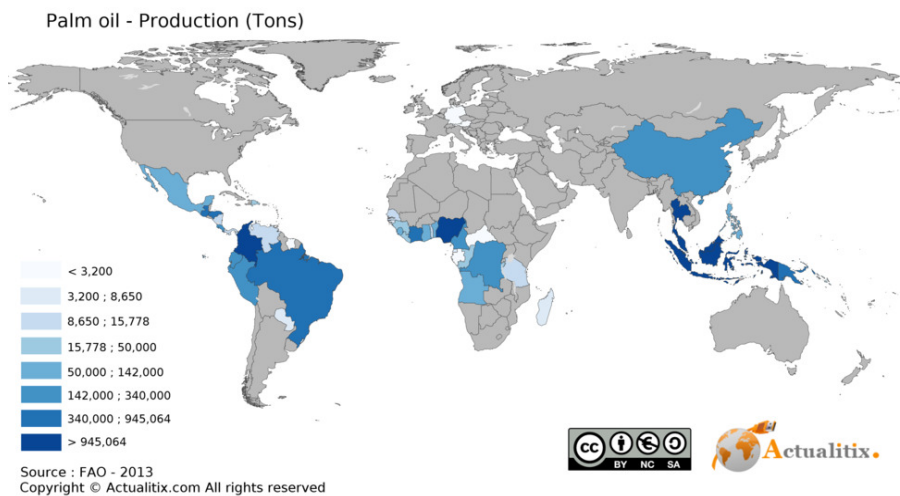 Palm oil - Production (Tons)
< 3,200
3,200 ; 8,650
8,650 ; 15,778
15,778 ; 50,000
50,000 ; 142,000
142,000 ; 340,000
340,000 ; 945,064
> 945,064
cc
BY NC SA
Actualitix.
Source : FAO - 2013
Copyright © Actualitix.com All rights reserved